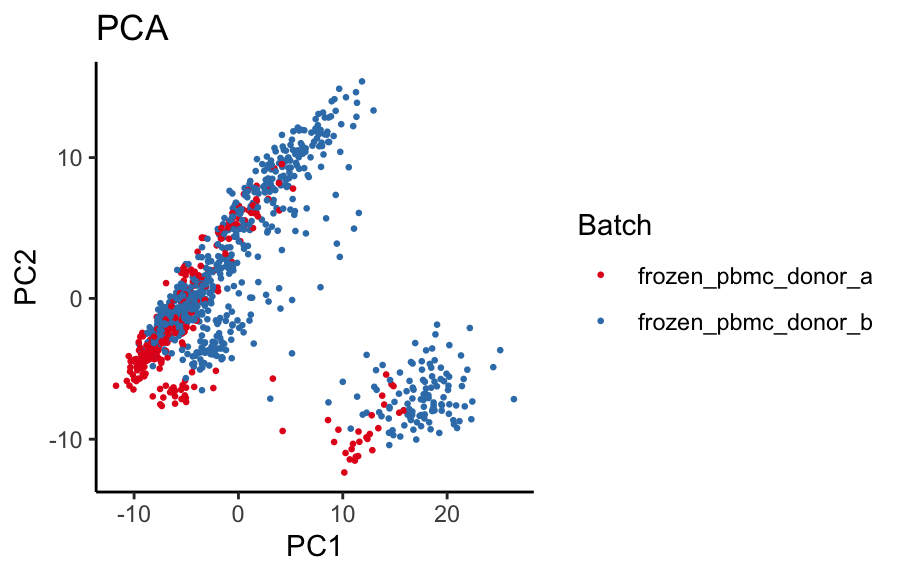 PCA
PC2
10
0
-10
-10
0
10
20
PC1
Batch
frozen_pbmc_donor_a
frozen_pbmc_donor_b